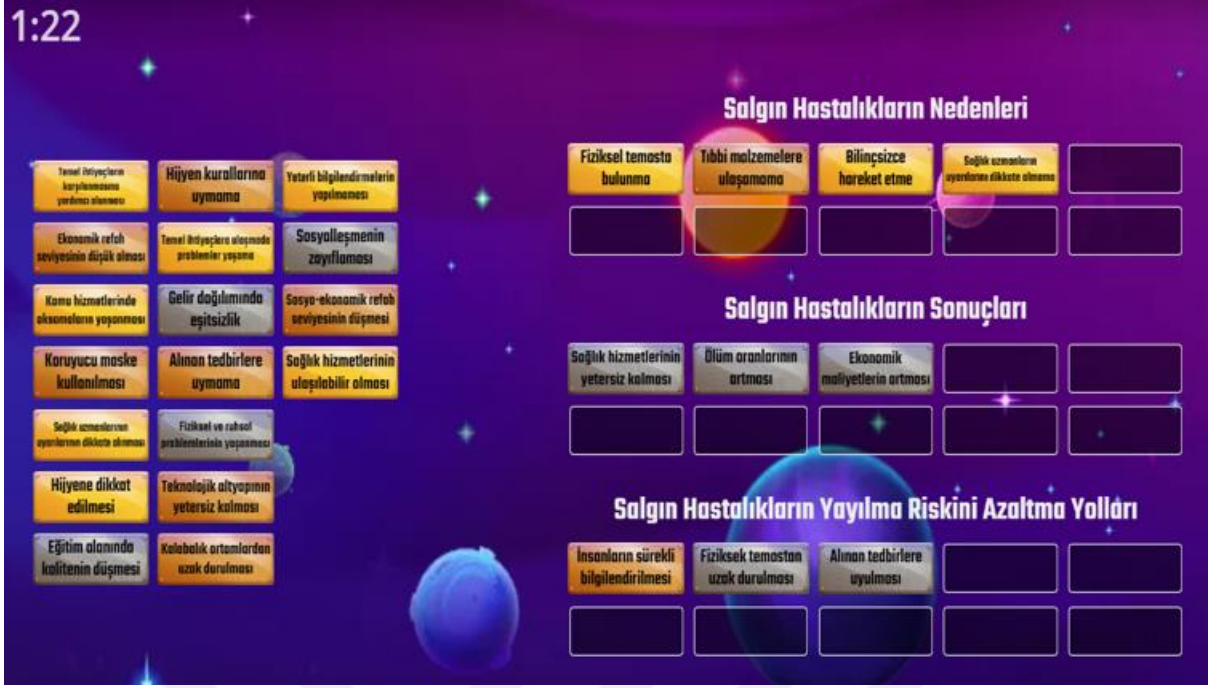 1:22
Temel ihtiyaçların
karşılanmasına
yardımcı olunması
Hijyen kurallarına
uymama
Yeterli bilgilendirmelerin
yapılmaması
Ekonomik refah
seviyesinin düşük olması
Temel ihtiyaçlara ulaşmada
problemler yaşama
Sosyalleşmenin
zayıflaması
Kamu hizmetlerinde
aksamaların yaşanması
Gelir dağılımında
eşitsizlik
Sosyo-ekonomik refah
seviyesinin düşmesi
Koruyucu maske
kullanılması
Alınan tedbirlere
uymama
Sağlık hizmetlerinin
ulaşılabilir olması
Sağlık uzmanlarının
uyarılarının dikkate alınması
Fiziksel ve ruhsal
problemlerinin yaşanması
Hijyene dikkat
edilmesi
Teknolojik altyapının
yetersiz kalması
Eğitim alanında
kalitenin düşmesi
Kalabalık ortamlardan
uzak durulması
Salgın Hastalıkların Nedenleri
Fiziksel temasta
bulunma
Tıbbi malzemelere
ulaşamama
Bilinçsizce
hareket etme
Sağlık uzmanların
uyarılarını dikkate almama
Salgın Hastalıkların Sonuçları
Sağlık hizmetlerinin
yetersiz kalması
Ölüm oranlarının
artması
Ekonomik
maliyetlerin artması
Salgın Hastalıkların Yayılma Riskini Azaltma Yolları
İnsanların sürekli
bilgilendirilmesi
Fiziksek temastan
uzak durulması
Alınan tedbirlere
uyulması